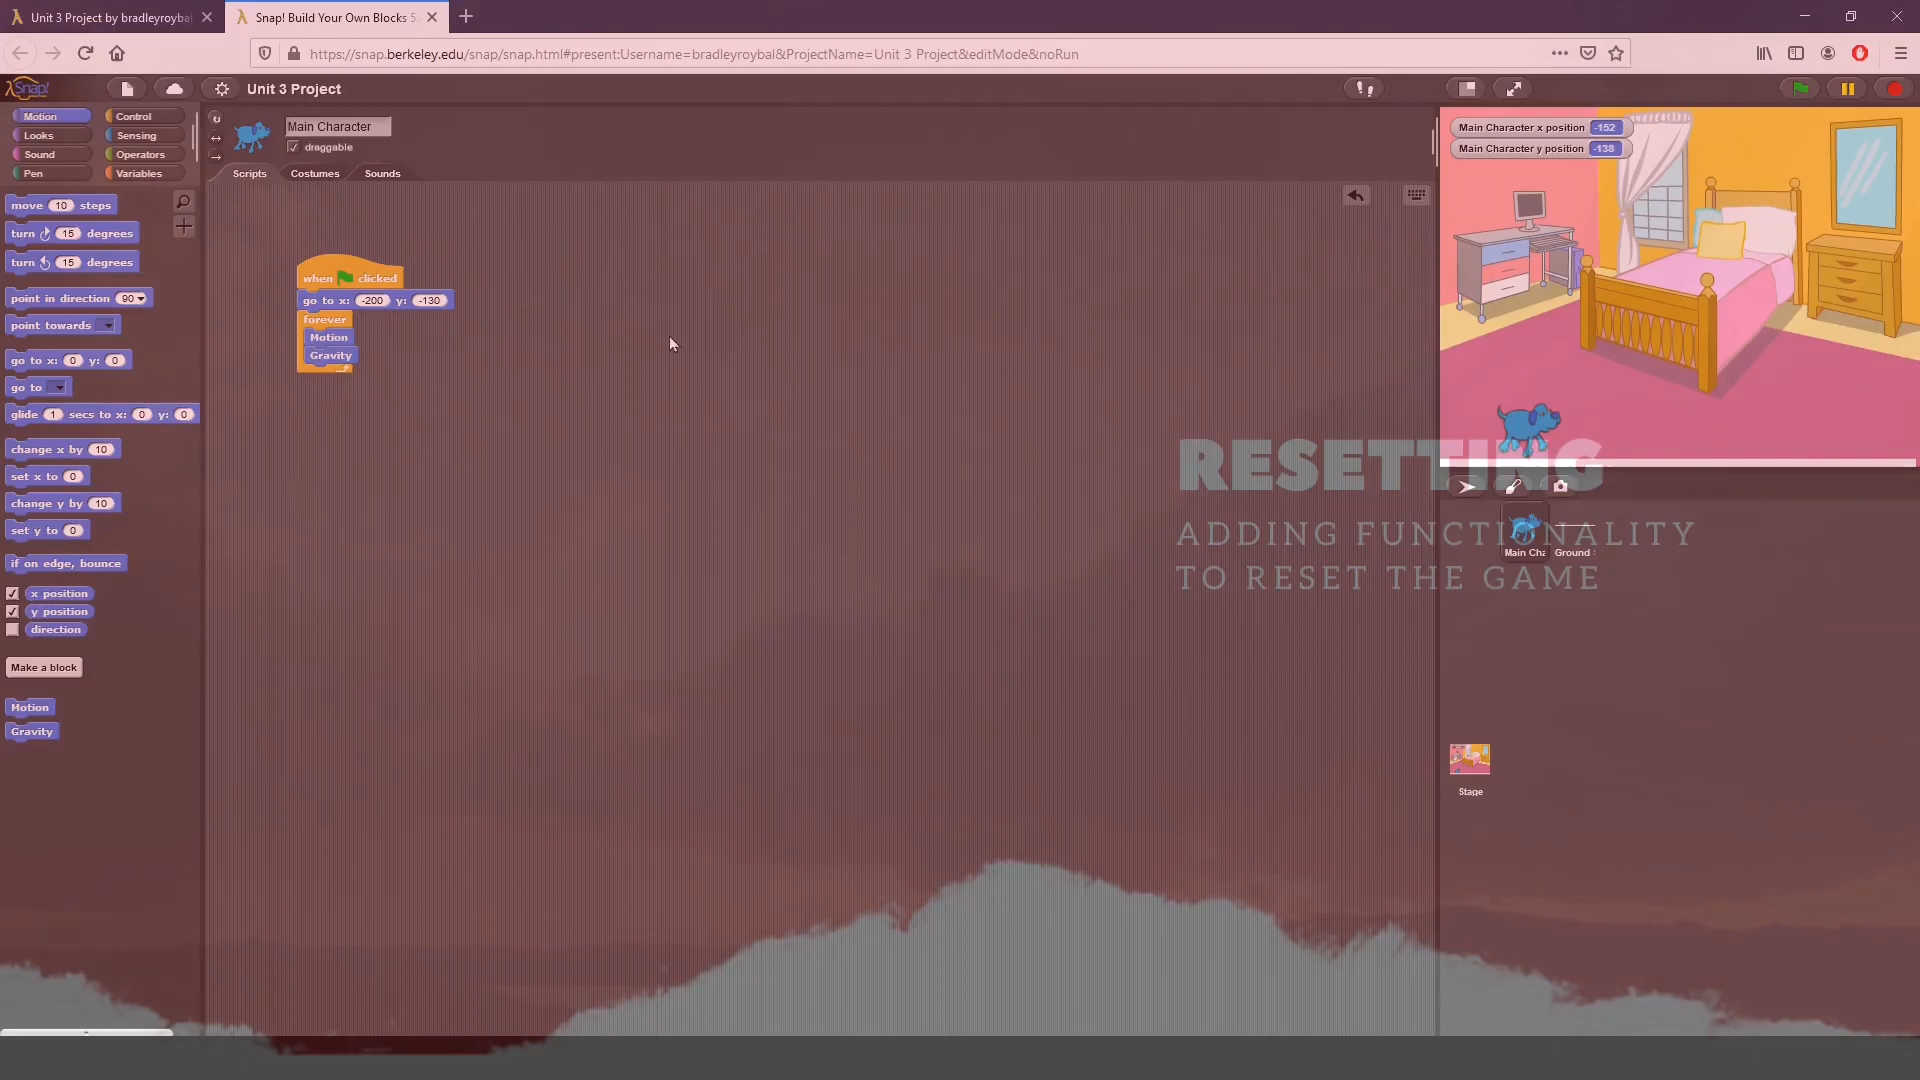 Unit 3 Project by bradleyroybal
Snap! Build Your Own Blocks 5.
https://snap.berkeley.edu/snap/snap.html#present:Username=bradleyroybal&ProjectName=Unit 3 Project&editMode&noRun
Snap!
Unit 3 Project
Motion
Control
Looks
Sensing
Sound
Operators
Pen
Variables
Main Character
draggable
Scripts
Costumes
Sounds
move 10 steps
turn 15 degrees
turn 15 degrees
point in direction 90
point towards
go to x: 0 y: 0
go to
glide 1 secs to x: 0 y: 0
change x by 10
set x to 0
change y by 10
set y to 0
if on edge, bounce
x position
y position
direction
Make a block
Motion
Gravity
when clicked
go to x: -200 y: -130
forever
Motion
Gravity
Main Character x position -152
Main Character y position -138
RESETTING
ADDING FUNCTIONALITY
TO RESET THE GAME
Main Cha
Ground
Stage